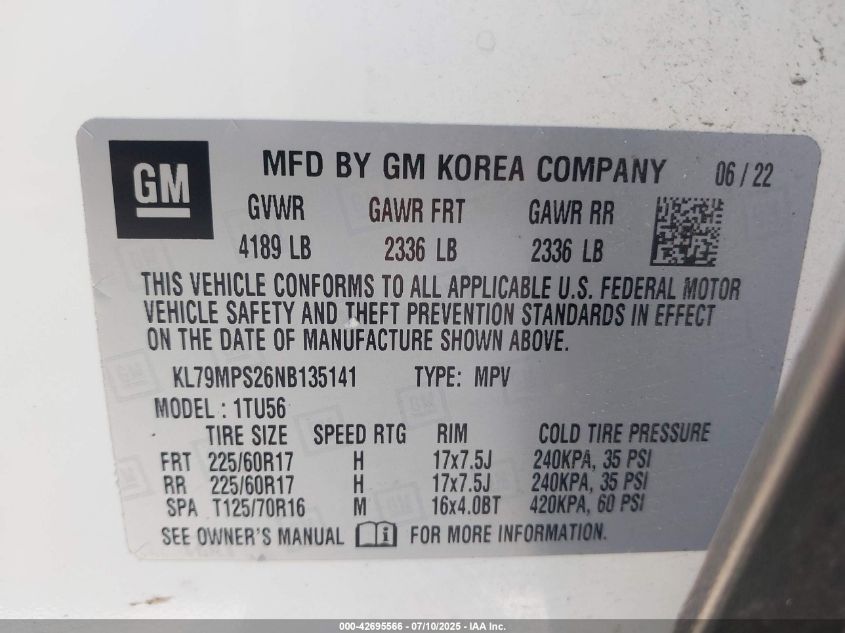 GM
MFD BY GM KOREA COMPANY 06 / 22
GVWR GAWR FRT GAWR RR
4189 LB 2336 LB 2336 LB
THIS VEHICLE CONFORMS TO ALL APPLICABLE U.S. FEDERAL MOTOR
VEHICLE SAFETY AND THEFT PREVENTION STANDARDS IN EFFECT
ON THE DATE OF MANUFACTURE SHOWN ABOVE.
KL79MPS26NB135141 TYPE: MPV
MODEL : 1TU56
TIRE SIZE SPEED RTG RIM COLD TIRE PRESSURE
FRT 225/60R17 H 17x7.5J 240KPA, 35 PSI
RR 225/60R17 H 17x7.5J 240KPA, 35 PSI
SPA T125/70R16 M 16x4.0BT 420KPA, 60 PSI
SEE OWNER'S MANUAL i FOR MORE INFORMATION.
000-42695566 - 07/10/2025 - IAA Inc.